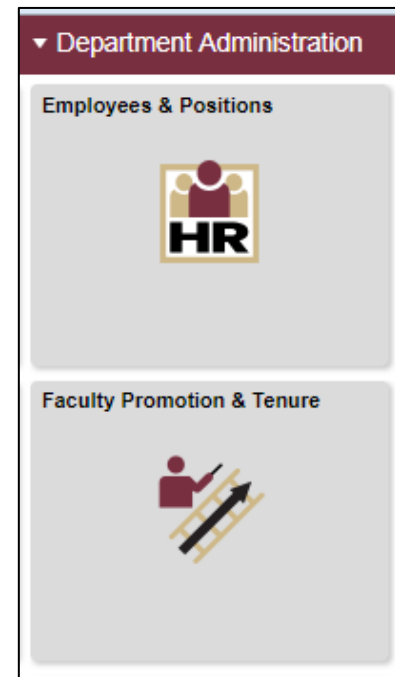 Department Administration
Employees & Positions
HR
Faculty Promotion & Tenure